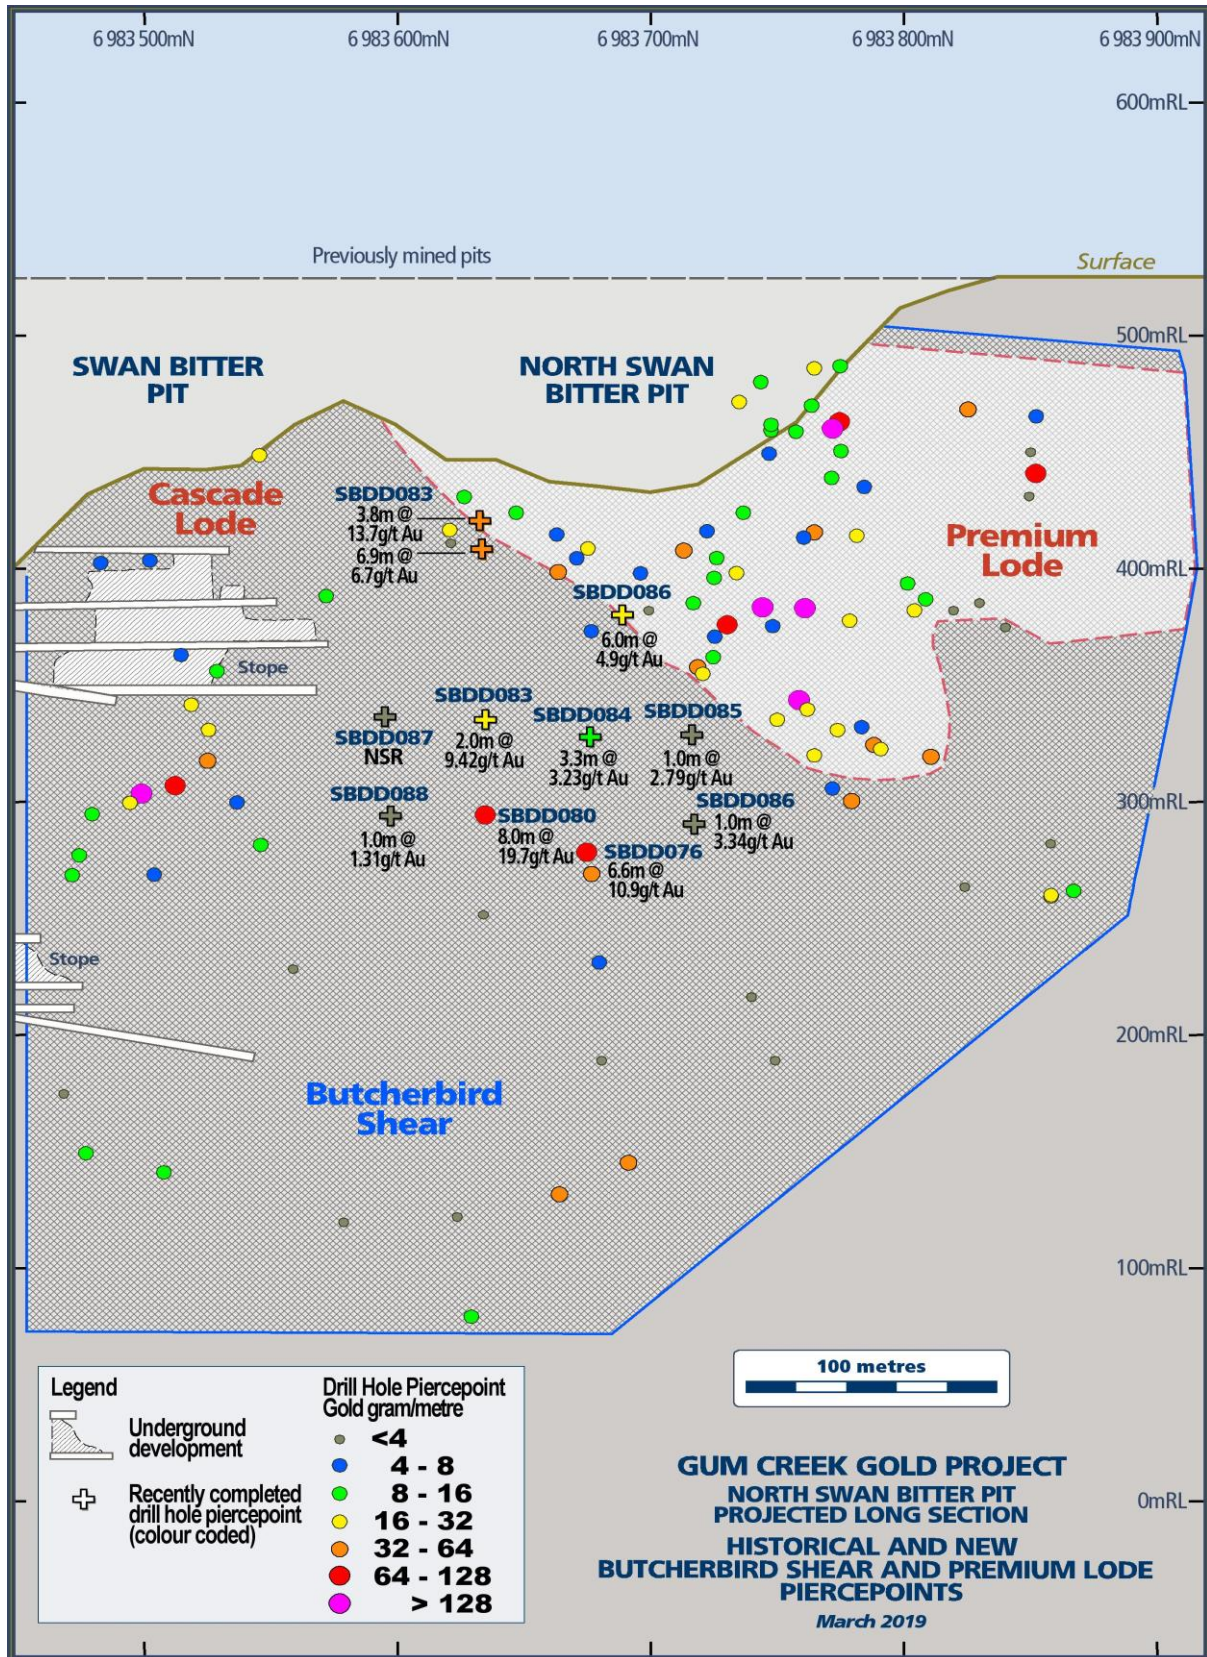 6 983 500mN
6 983 600mN
6 983 700mN
6 983 800mN
6 983 900mN
600mRL
Previously mined pits
Surface
500mRL
SWAN BITTER
PIT
NORTH SWAN
BITTER PIT
Cascade
Lode
SBDD083
3.8m @
13.7g/t Au
6.9m @
6.7g/t Au
Premium
Lode
400mRL
SBDD086
6.0m @
4.9g/t Au
Stope
SBDD087
NSR
SBDD083
2.0m @
9.42g/t Au
SBDD084
3.3m @
3.23g/t Au
SBDD085
1.0m @
2.79g/t Au
300mRL
SBDD088
1.0m @
1.31g/t Au
SBDD080
8.0m @
19.7g/t Au
SBDD086
1.0m @
3.34g/t Au
SBDD076
6.6m @
10.9g/t Au
Stope
200mRL
Butcherbird
Shear
100mRL
Legend
Underground
development
Recently completed
drill hole piercepoint
(colour coded)
Drill Hole Piercepoint
Gold gram/metre
<4
4 - 8
8 - 16
16 - 32
32 - 64
64 - 128
> 128
100 metres
GUM CREEK GOLD PROJECT
NORTH SWAN BITTER PIT
PROJECTED LONG SECTION
0mRL
HISTORICAL AND NEW
BUTCHERBIRD SHEAR AND PREMIUM LODE
PIERCEPOINTS
March 2019